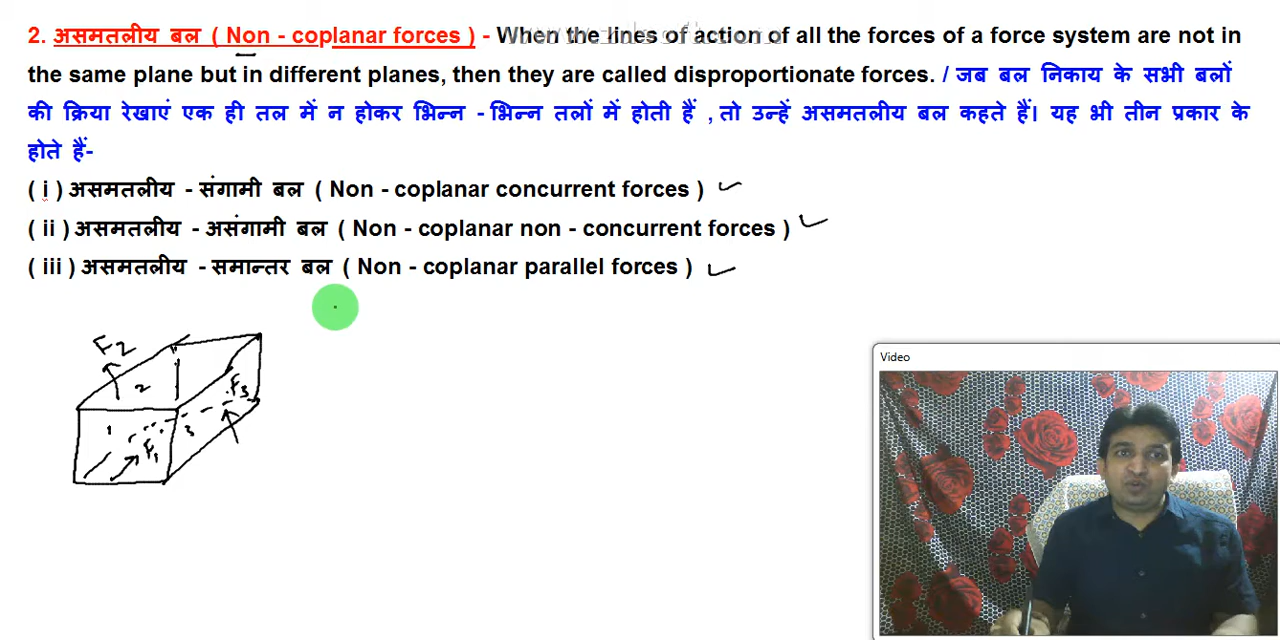 2. असमतलीय बल ( Non - coplanar forces ) - When the lines of action of all the forces of a force system are not in
the same plane but in different planes, then they are called disproportionate forces. / जब बल निकाय के सभी बलों
की क्रिया रेखाएं एक ही तल में न होकर भिन्न - भिन्न तलों में होती हैं , तो उन्हें असमतलीय बल कहते हैं। यह भी तीन प्रकार के
होते हैं-
( i ) असमतलीय - संगामी बल ( Non - coplanar concurrent forces )
( ii ) असमतलीय - असंगामी बल ( Non - coplanar non - concurrent forces )
( iii ) असमतलीय - समान्तर बल ( Non - coplanar parallel forces )
F2
2
F3
1
3
F1
Video